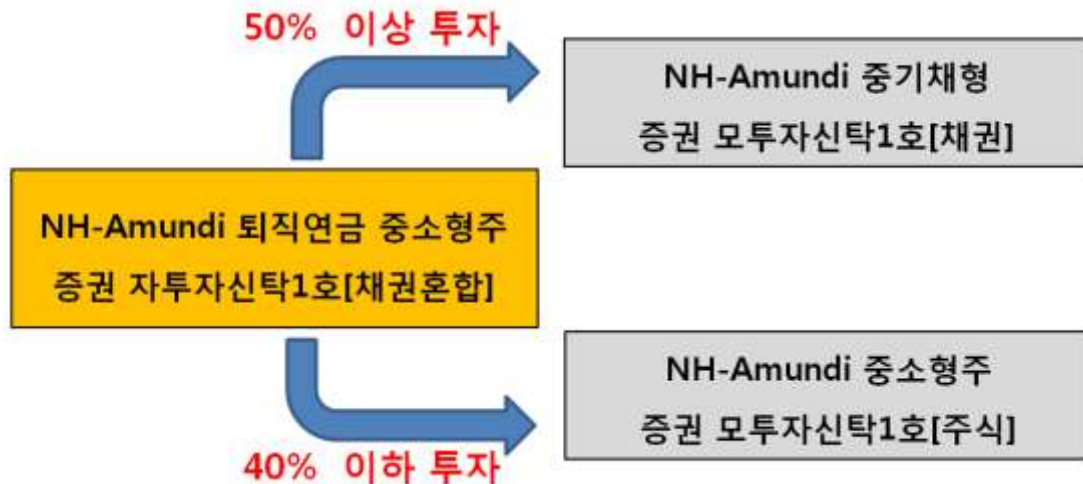 50% 이상 투자
NH-Amundi 중기채형
증권 모투자신탁1호[채권]
NH-Amundi 퇴직연금 중소형주
증권 자투자신탁1호[채권혼합]
NH-Amundi 중소형주
증권 모투자신탁1호[주식]
40% 이하 투자